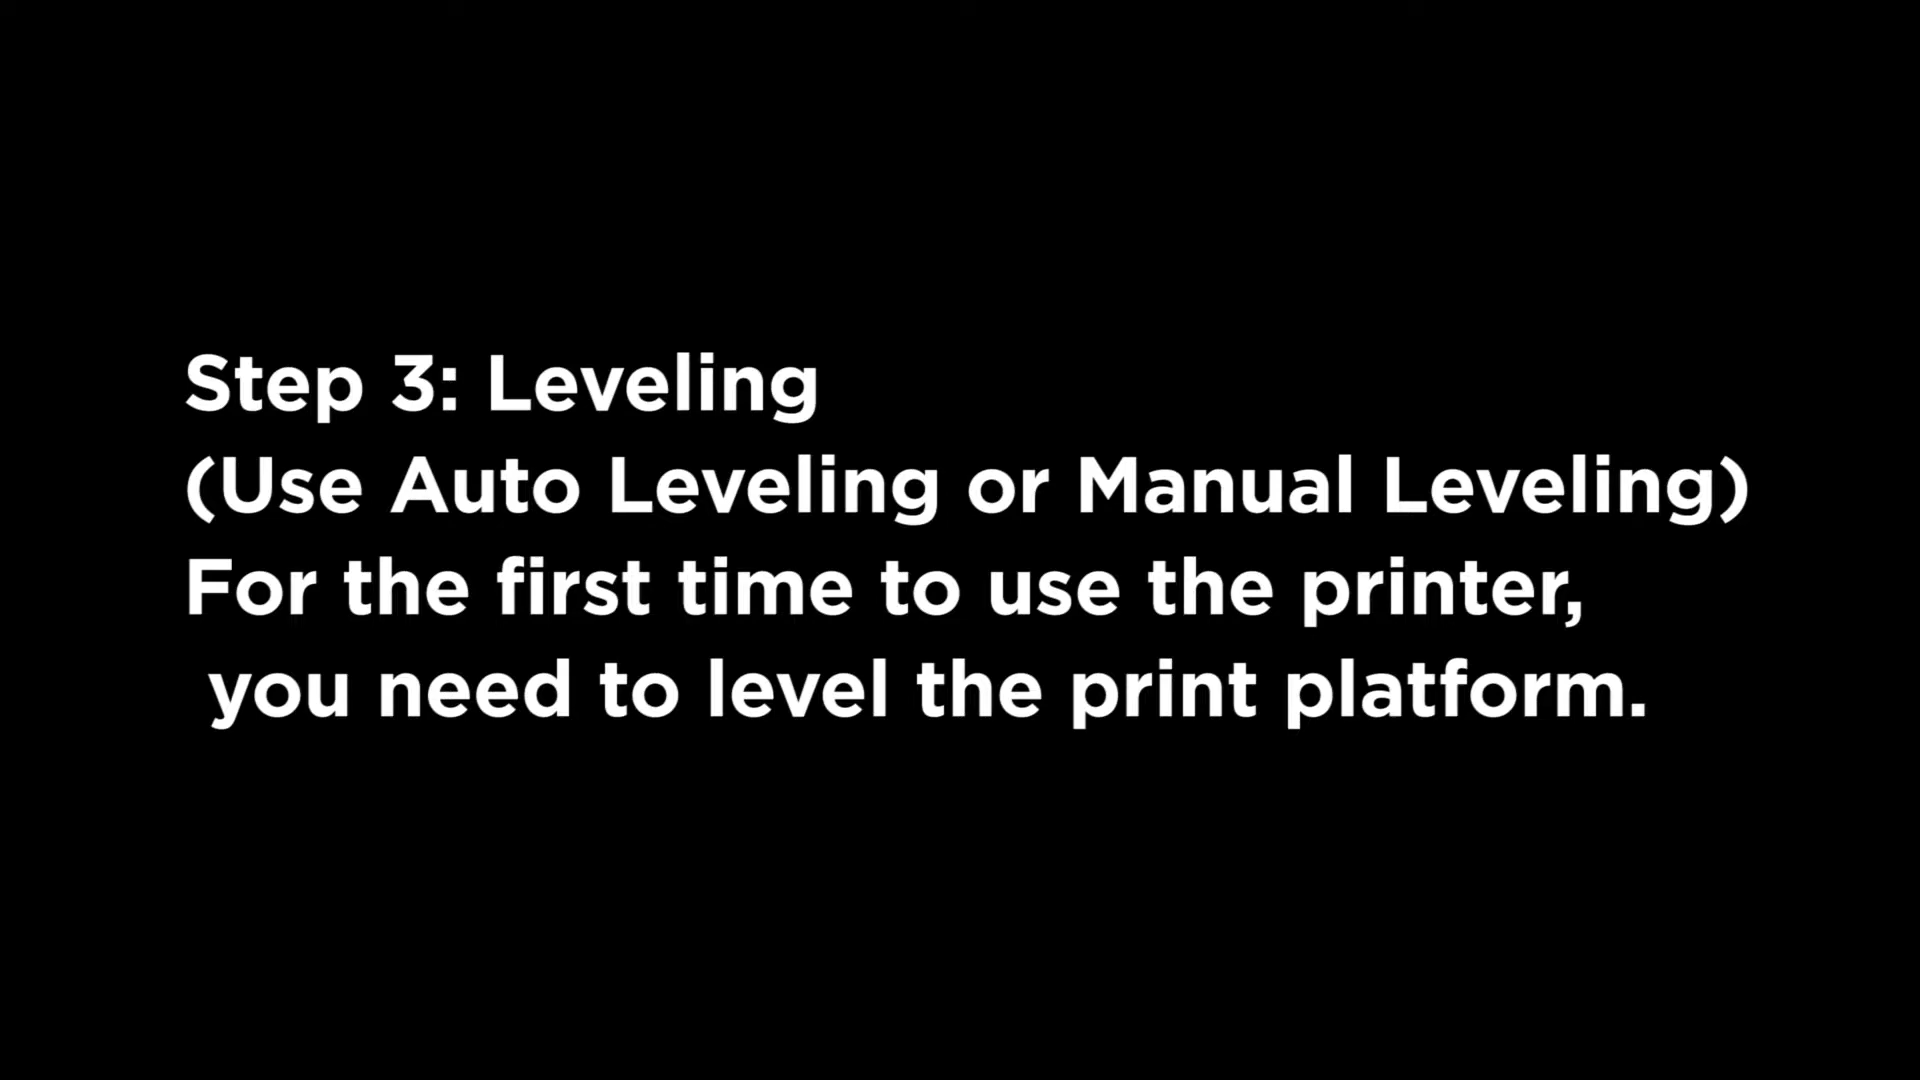 Step 3: Leveling
(Use Auto Leveling or Manual Leveling)
For the first time to use the printer,
you need to level the print platform.